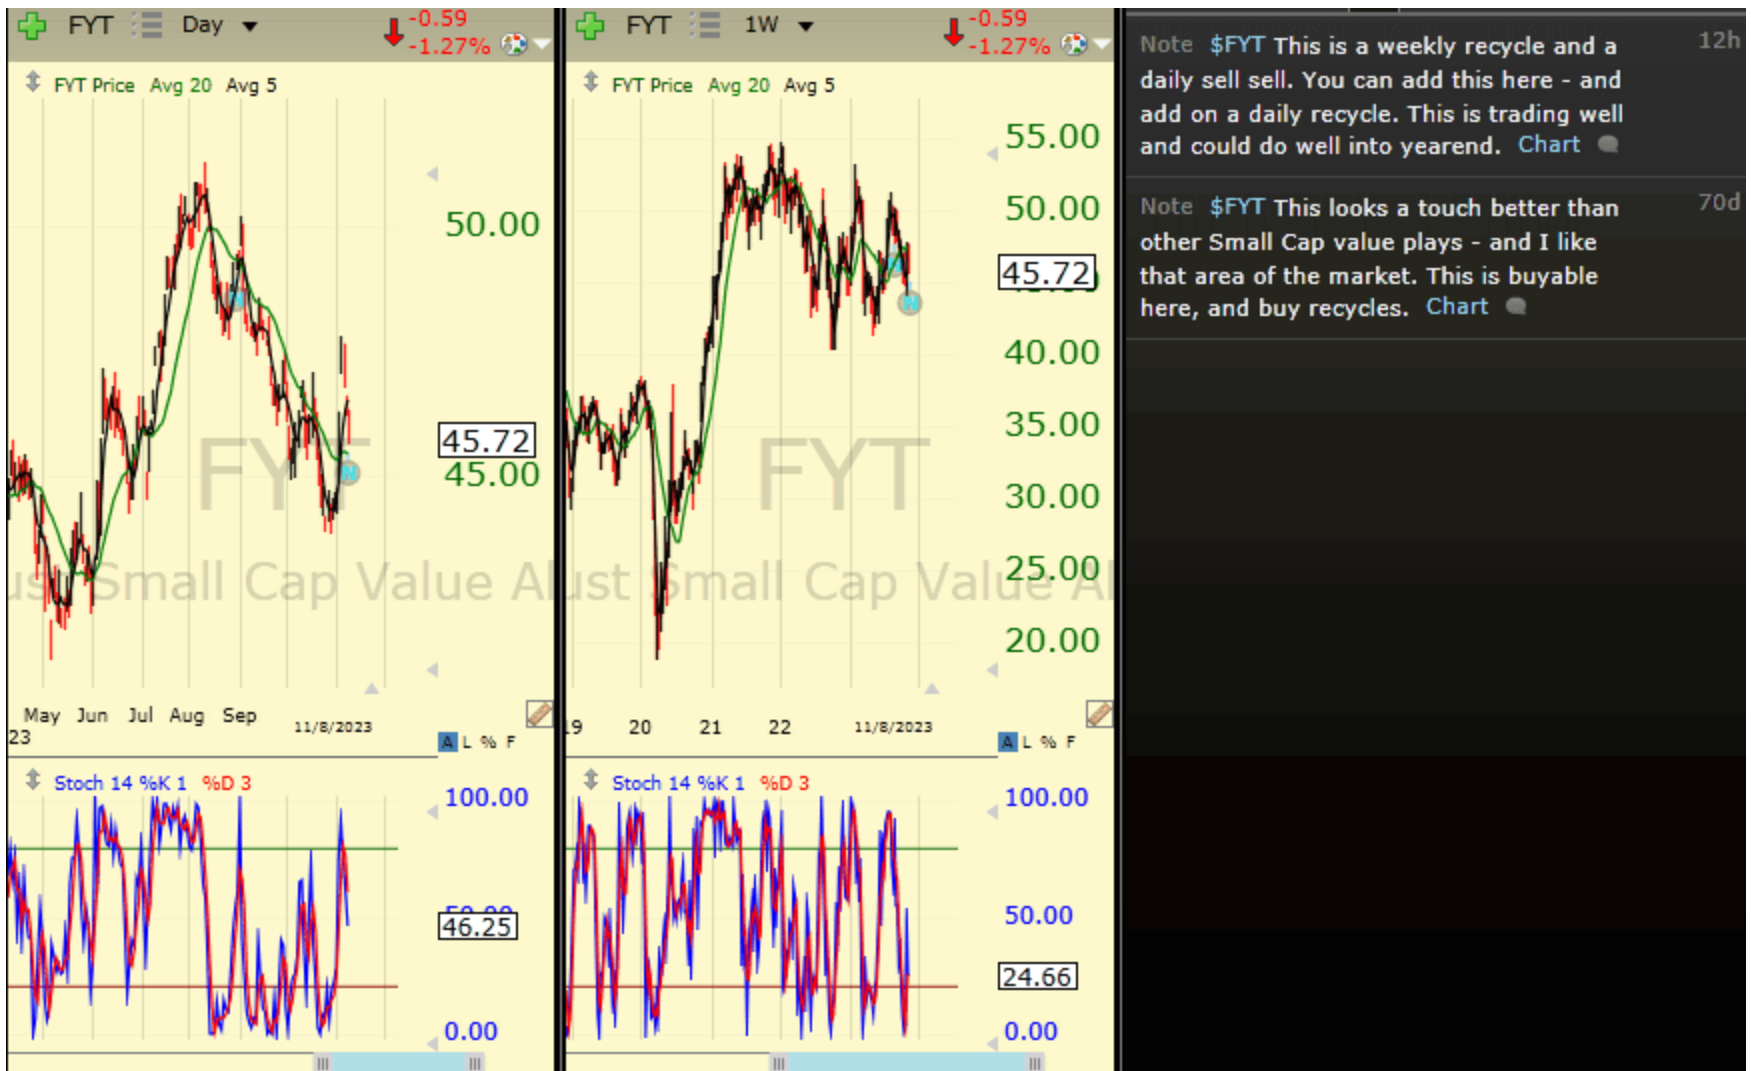 FYT Day
-0.59
-1.27%
FYT Price Avg 20 Avg 5
50.00
45.72
45.00
FYT
ust Small Cap Value Al
May Jun Jul Aug Sep
23
11/8/2023
A L % F
Stoch 14 %K 1 %D 3
100.00
50.00
46.25
0.00
N
N
FYT 1W
-0.59
-1.27%
FYT Price Avg 20 Avg 5
55.00
50.00
45.72
40.00
35.00
30.00
25.00
20.00
FYT
ust Small Cap Value Al
19 20 21 22 11/8/2023
A L % F
Stoch 14 %K 1 %D 3
100.00
50.00
24.66
0.00
N
N
Note $FYT This is a weekly recycle and a 12h
daily sell sell. You can add this here - and
add on a daily recycle. This is trading well
and could do well into yearend. Chart
Note $FYT This looks a touch better than 70d
other Small Cap value plays - and I like
that area of the market. This is buyable
here, and buy recycles. Chart